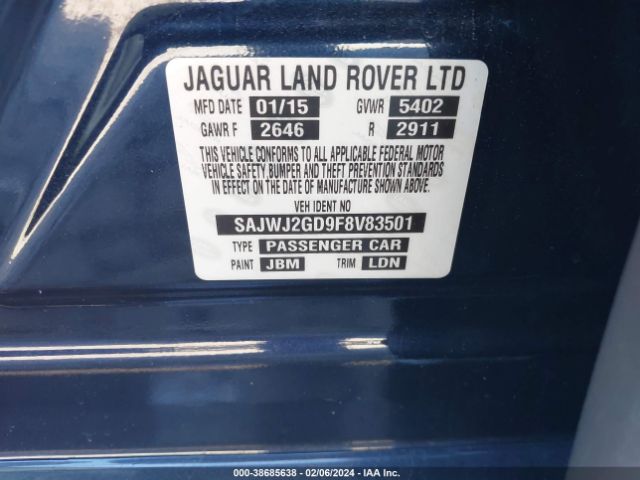 JAGUAR LAND ROVER LTD
MFD DATE 01/15 GVWR 5402
GAWR F 2646 R 2911
THIS VEHICLE CONFORMS TO ALL APPLICABLE FEDERAL MOTOR
VEHICLE SAFETY, BUMPER AND THEFT PREVENTION STANDARDS
IN EFFECT ON THE DATE OF MANUFACTURE SHOWN ABOVE.
VEH IDENT NO
SAJWJ2GD9F8V83501
TYPE PASSENGER CAR
PAINT JBM TRIM LDN
000-38685638 - 02/06/2024 - IAA Inc.